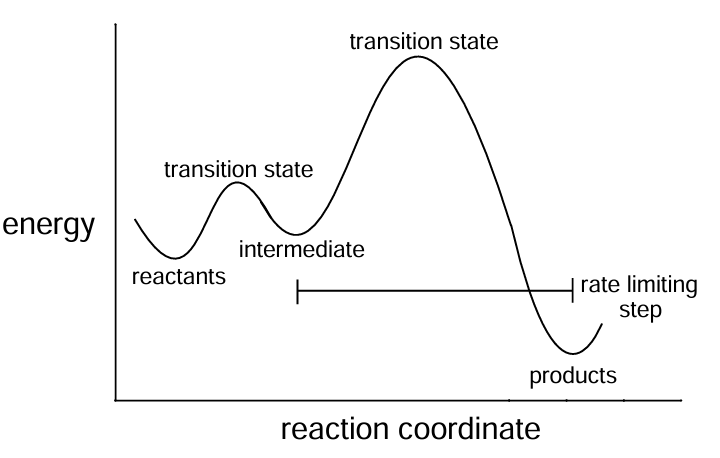 transition state
transition state
energy
intermediate
reactants
rate limiting
step
products
reaction coordinate